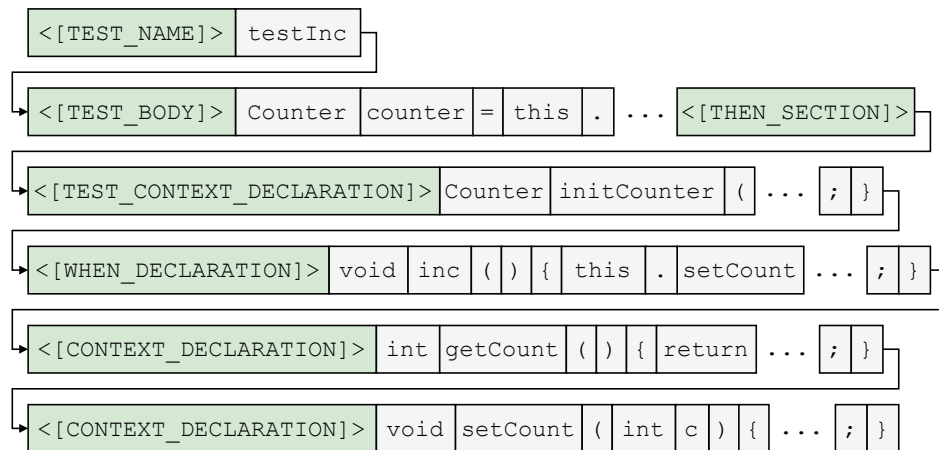 <[TEST_NAME]> testInc
<[TEST_BODY]> Counter counter = this . ... <[THEN_SECTION]>
<[TEST_CONTEXT_DECLARATION]> Counter initCounter ( ... ; }
<[WHEN_DECLARATION]> void inc ( ) { this . setCount ... ; }
<[CONTEXT_DECLARATION]> int getCount ( ) { return ... ; }
<[CONTEXT_DECLARATION]> void setCount ( int c ) { ... ; }